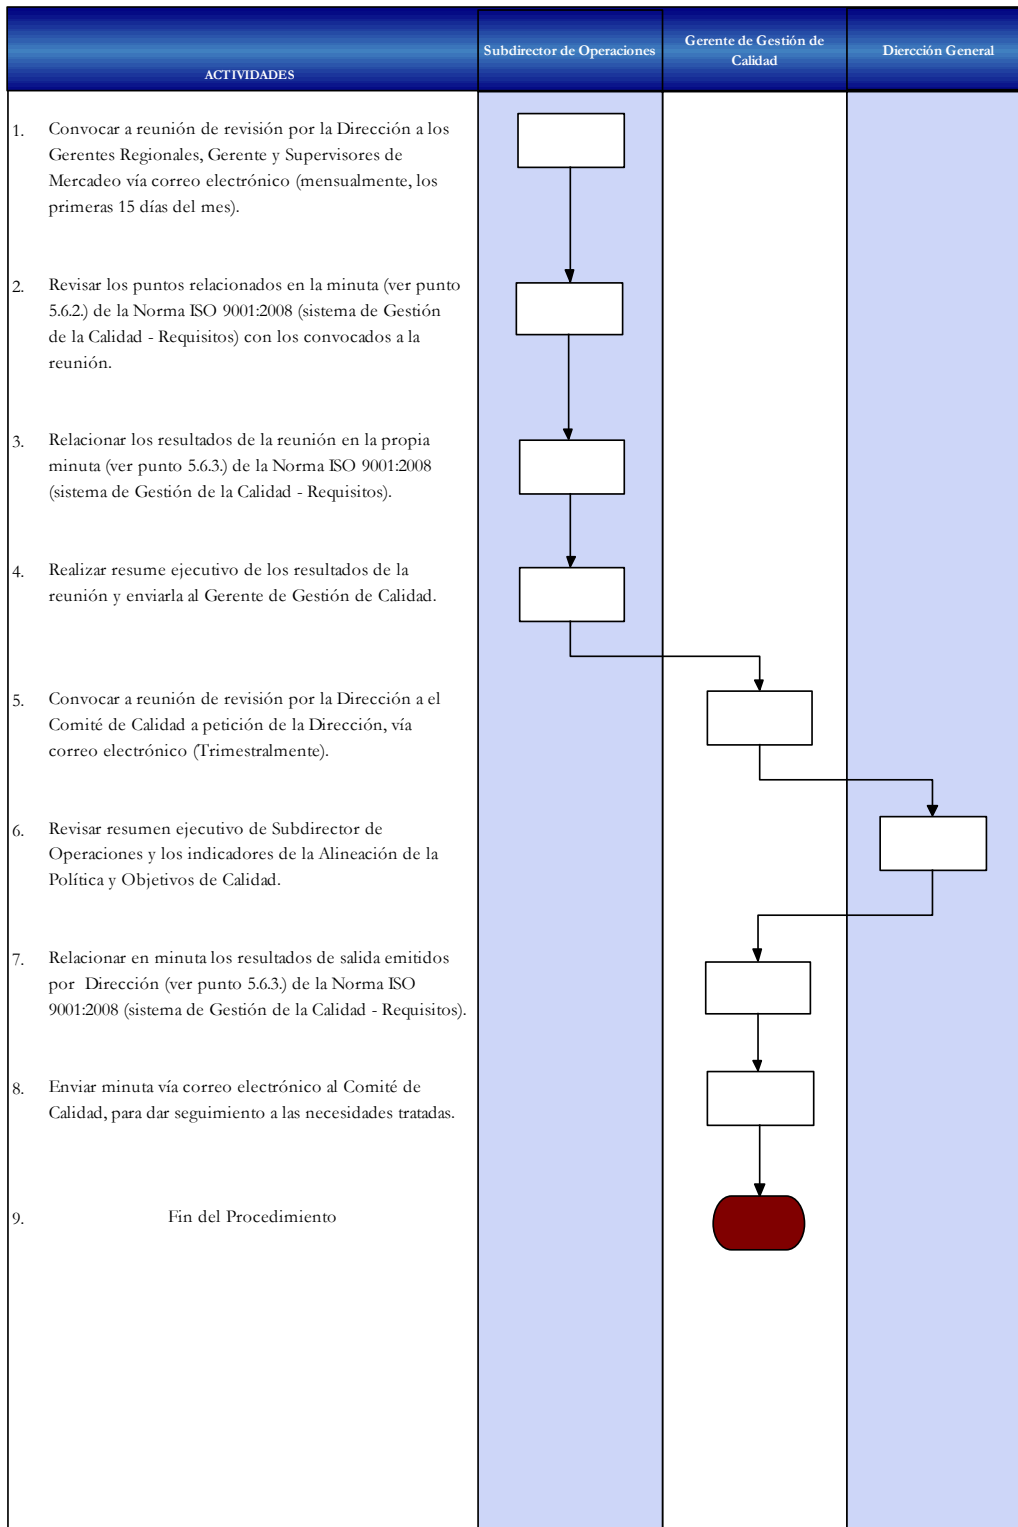 ACTIVIDADES
Subdirector de Operaciones
Gerente de Gestión de
Calidad
Diercción General
1. Convocar a reunión de revisión por la Dirección a los
Gerentes Regionales, Gerente y Supervisores de
Mercadeo vía correo electrónico (mensualmente, los
primeras 15 días del mes).
2. Revisar los puntos relacionados en la minuta (ver punto
5.6.2.) de la Norma ISO 9001:2008 (sistema de Gestión
de la Calidad - Requisitos) con los convocados a la
reunión.
3. Relacionar los resultados de la reunión en la propia
minuta (ver punto 5.6.3.) de la Norma ISO 9001:2008
(sistema de Gestión de la Calidad - Requisitos).
4. Realizar resume ejecutivo de los resultados de la
reunión y enviarla al Gerente de Gestión de Calidad.
5. Convocar a reunión de revisión por la Dirección a el
Comité de Calidad a petición de la Dirección, vía
correo electrónico (Trimestralmente).
6. Revisar resumen ejecutivo de Subdirector de
Operaciones y los indicadores de la Alineación de la
Política y Objetivos de Calidad.
7. Relacionar en minuta los resultados de salida emitidos
por Dirección (ver punto 5.6.3.) de la Norma ISO
9001:2008 (sistema de Gestión de la Calidad - Requisitos).
8. Enviar minuta vía correo electrónico al Comité de
Calidad, para dar seguimiento a las necesidades tratadas.
9. Fin del Procedimiento